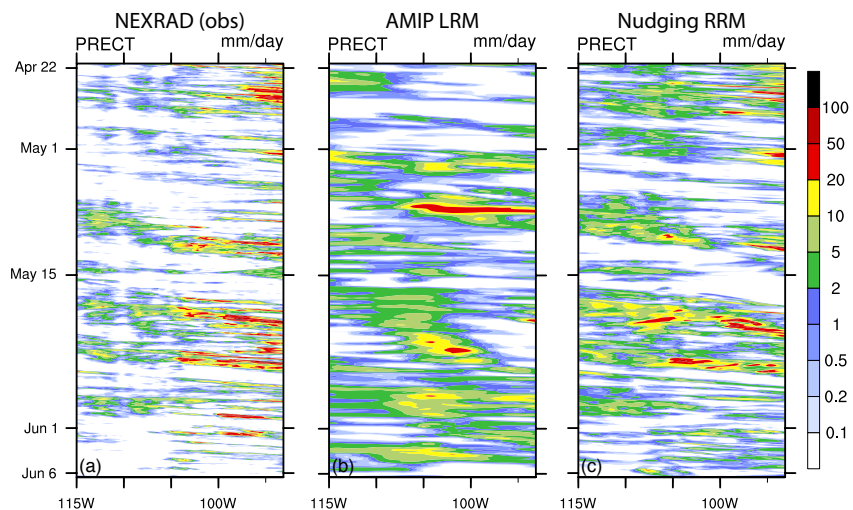 NEXRAD (obs) AMIP LRM Nudging RRM
PRECT mm/day PRECT mm/day PRECT mm/day
Apr 22
100
50
May 1
20
10
5
May 15
2
1
0.5
0.2
Jun 1
0.1
Jun 6 (a) (b) (c)
115W 100W 115W 100W 115W 100W